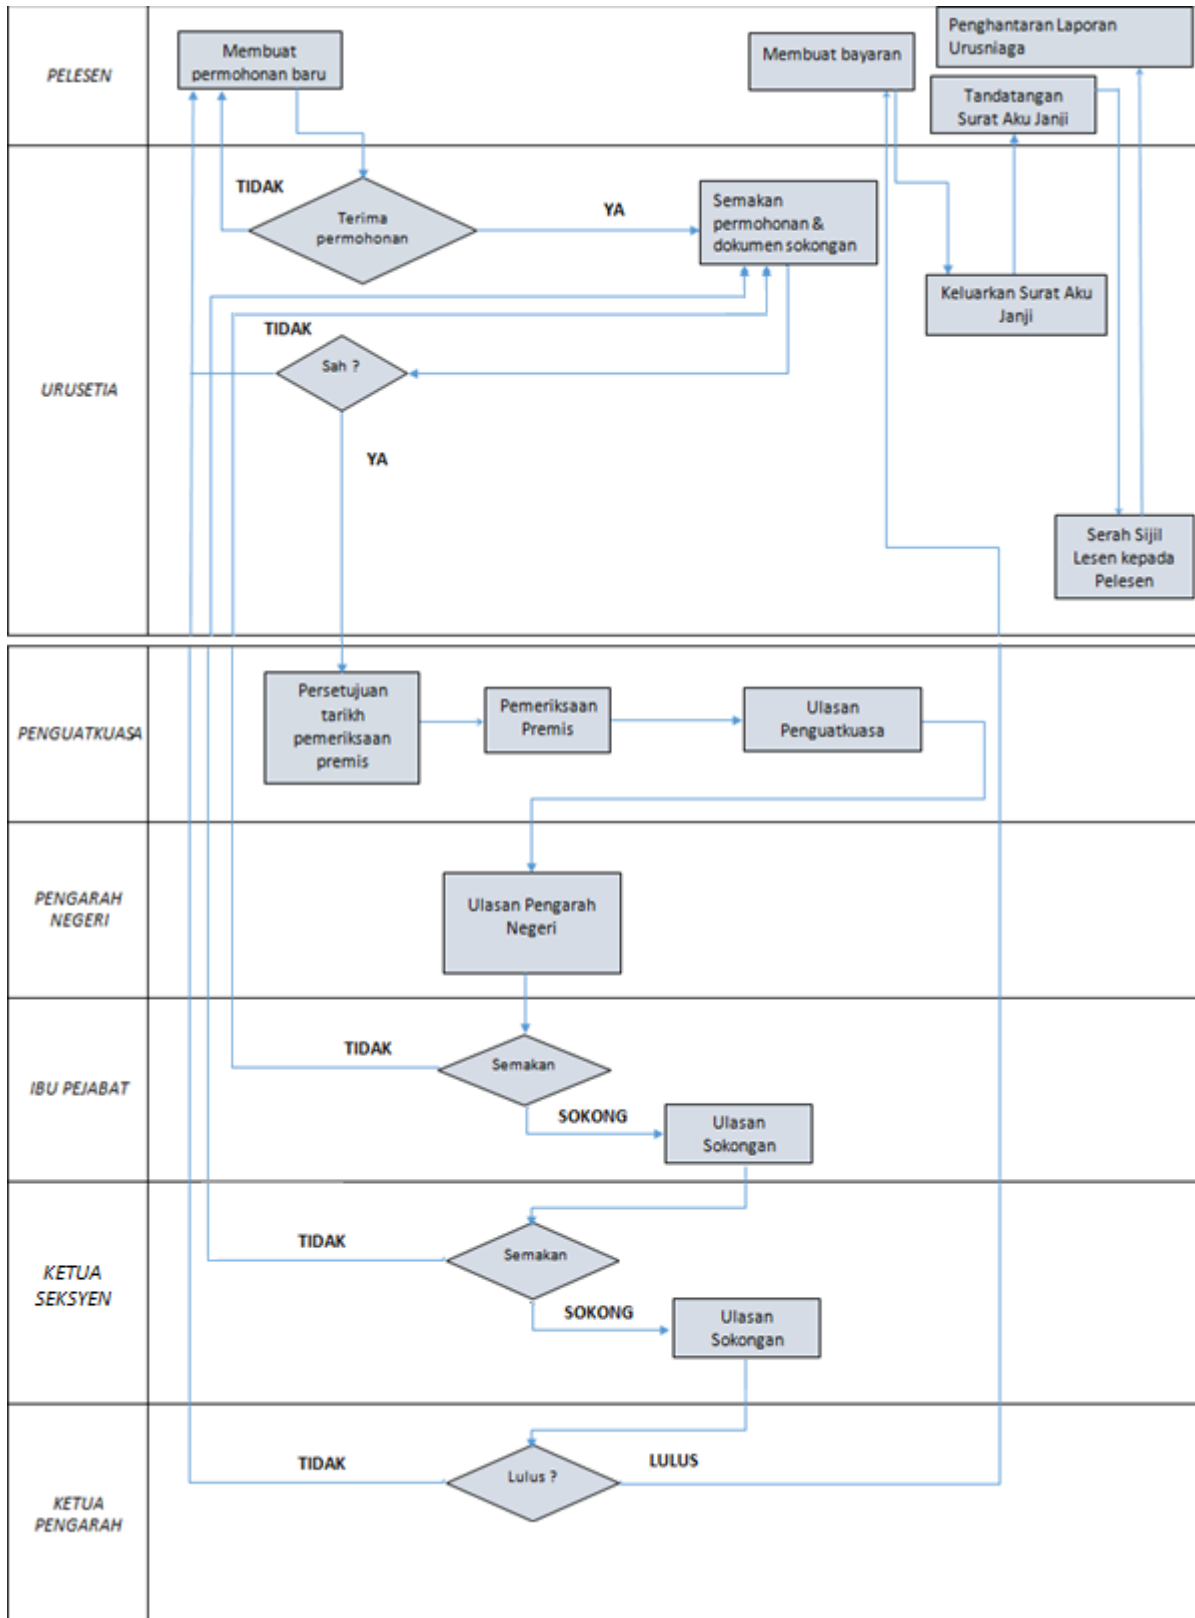 PELESEN
Membuat
permohonan baru
Membuat bayaran
Penghantaran Laporan
Urusniaga
Tandatangan
Surat Aku Janji
URUSETIA
TIDAK
Terima
permohonan
YA
Semakan
permohonan &
dokumen sokongan
Keluarkan Surat Aku
Janji
TIDAK
Sah ?
YA
Serah Sijil
Lesen kepada
Pelesen
PENGUATKUASA
Persetujuan
tarikh
pemeriksaan
premis
Pemeriksaan
Premis
Ulasan
Penguatkuasa
PENGARAH
NEGERI
Ulasan Pengarah
Negeri
IBU PEJABAT
TIDAK
Semakan
SOKONG
Ulasan
Sokongan
KETUA
SEKSYEN
TIDAK
Semakan
SOKONG
Ulasan
Sokongan
KETUA
PENGARAH
TIDAK
Lulus ?
LULUS